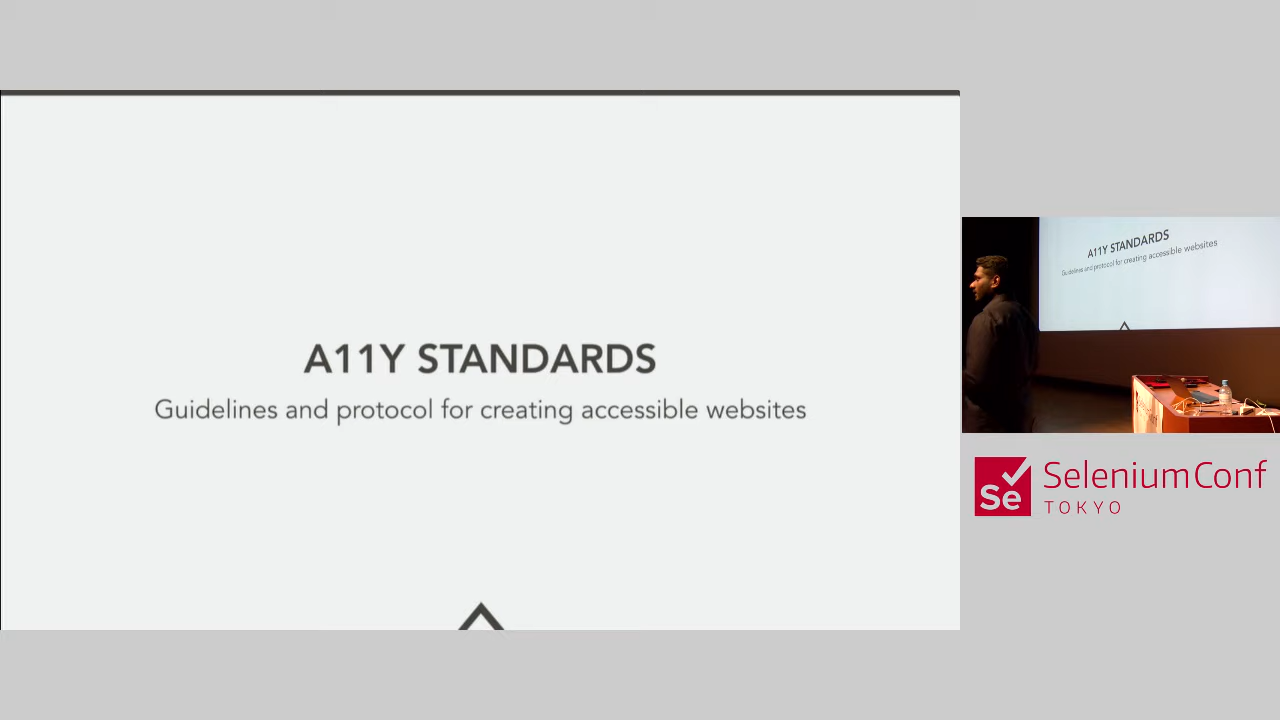 A11Y STANDARDS
Guidelines and protocol for creating accessible websites
A11Y STANDARDS
Guidelines and protocol for creating accessible websites
Se
SeleniumConf
TOKYO